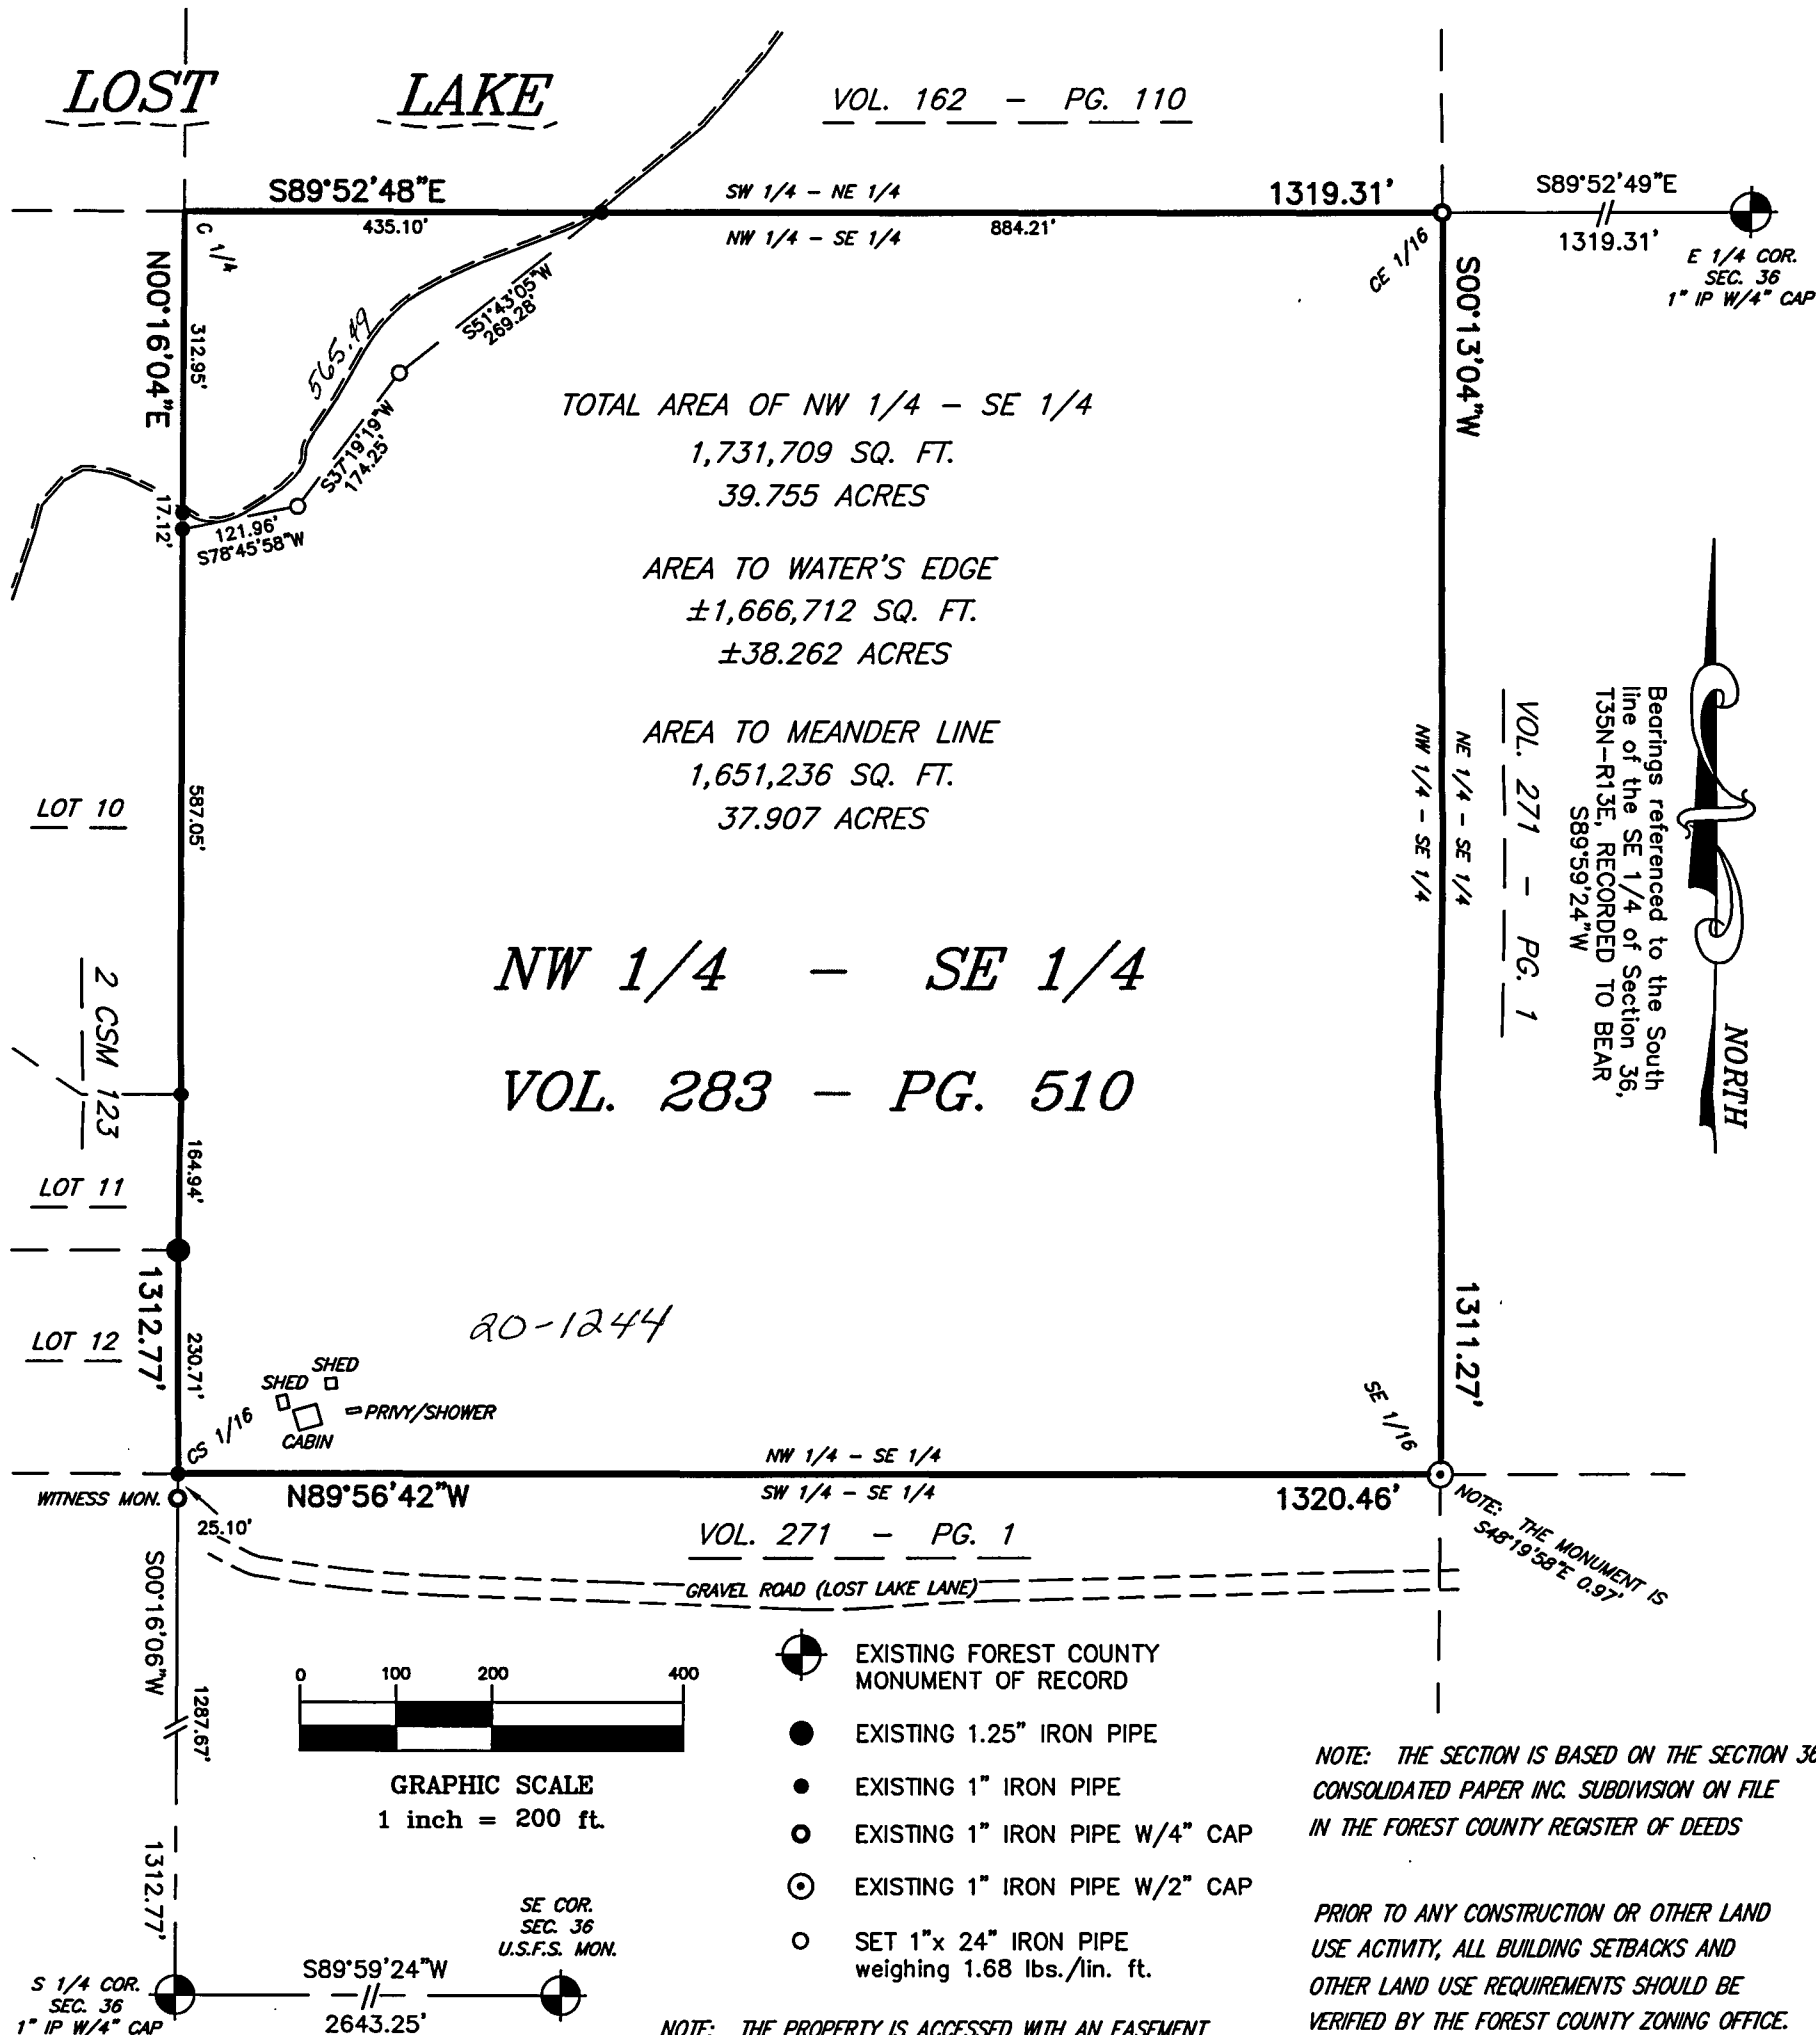 LOST LAKE
VOL. 162 - PG. 110
S89°52'48"E
SW 1/4 - NE 1/4
1319.31'
435.10'
NW 1/4 - SE 1/4
884.21'
S89°52'49"E
1319.31'
E 1/4 COR.
SEC. 36
1" IP W/4" CAP
C 1/4
CE 1/16
N00°16'04"E
312.95'
565.49
S51°43'05"W
269.28'
S37°19'19"W
174.25'
17.12'
121.96'
S78°45'58"W
S00°13'04"W
TOTAL AREA OF NW 1/4 - SE 1/4
1,731,709 SQ. FT.
39.755 ACRES
AREA TO WATER'S EDGE
±1,666,712 SQ. FT.
±38.262 ACRES
AREA TO MEANDER LINE
1,651,236 SQ. FT.
37.907 ACRES
NE 1/4 - SE 1/4
NW 1/4 - SE 1/4
VOL. 271 - PG. 1
Bearings referenced to the South
line of the SE 1/4 of Section 36,
T35N-R13E, RECORDED TO BEAR
S89°59'24"W
NORTH
LOT 10
587.05'
NW 1/4 - SE 1/4
VOL. 283 - PG. 510
2 CSM 123
164.94'
LOT 11
1312.77'
LOT 12
230.71'
20-1244
SHED
SHED
PRIVY/SHOWER
CABIN
CS 1/16
1311.27'
SE 1/16
NW 1/4 - SE 1/4
WITNESS MON.
N89°56'42"W
SW 1/4 - SE 1/4
1320.46'
25.10'
VOL. 271 - PG. 1
NOTE: THE MONUMENT IS
S48°19'58"E 0.97'
GRAVEL ROAD (LOST LAKE LANE)
S00°16'06"W
1287.67'
1312.77'
0 100 200 400
GRAPHIC SCALE
1 inch = 200 ft.
EXISTING FOREST COUNTY
MONUMENT OF RECORD
EXISTING 1.25" IRON PIPE
EXISTING 1" IRON PIPE
EXISTING 1" IRON PIPE W/4" CAP
EXISTING 1" IRON PIPE W/2" CAP
SET 1"x 24" IRON PIPE
weighing 1.68 lbs./lin. ft.
NOTE: THE SECTION IS BASED ON THE SECTION 36
CONSOLIDATED PAPER INC. SUBDIVISION ON FILE
IN THE FOREST COUNTY REGISTER OF DEEDS
PRIOR TO ANY CONSTRUCTION OR OTHER LAND
USE ACTIVITY, ALL BUILDING SETBACKS AND
OTHER LAND USE REQUIREMENTS SHOULD BE
VERIFIED BY THE FOREST COUNTY ZONING OFFICE.
SE COR.
SEC. 36
U.S.F.S. MON.
S 1/4 COR.
SEC. 36
1" IP W/4" CAP
S89°59'24"W
2643.25'
NOTE: THE PROPERTY IS ACCESSED WITH AN EASEMENT